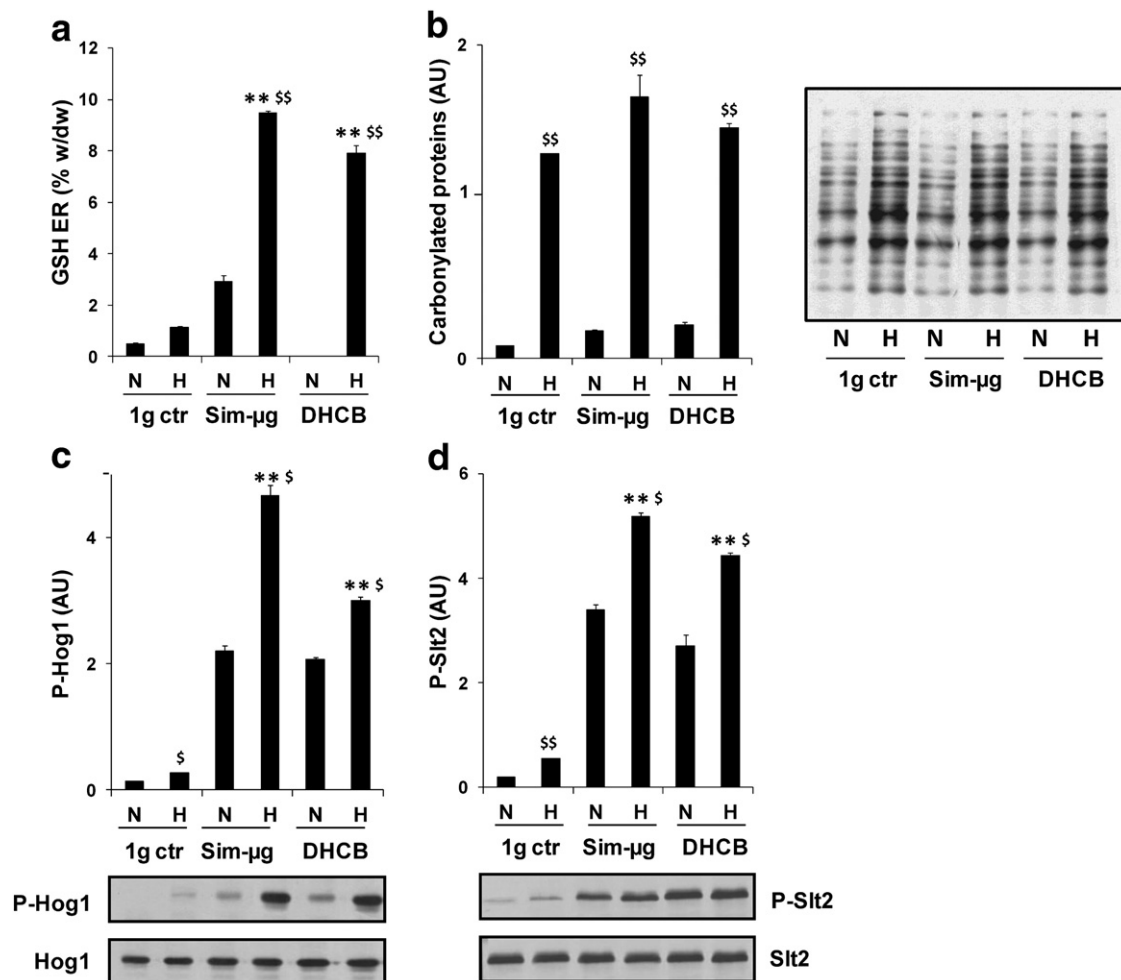 a
GSH ER (% w/dw)
12
10
8
6
4
2
0
** $$
** $$
N H N H N H
1g ctr Sim-µg DHCB
b
Carbonylated proteins (AU)
2
1
0
$$
$$
$$
N H N H N H
1g ctr Sim-µg DHCB
N H N H N H
1g ctr Sim-µg DHCB
c
P-Hog1 (AU)
4
2
0
$
** $
** $
N H N H N H
1g ctr Sim-µg DHCB
P-Hog1
Hog1
d
P-Slt2 (AU)
6
4
2
0
$$
** $
** $
N H N H N H
1g ctr Sim-µg DHCB
P-Slt2
Slt2